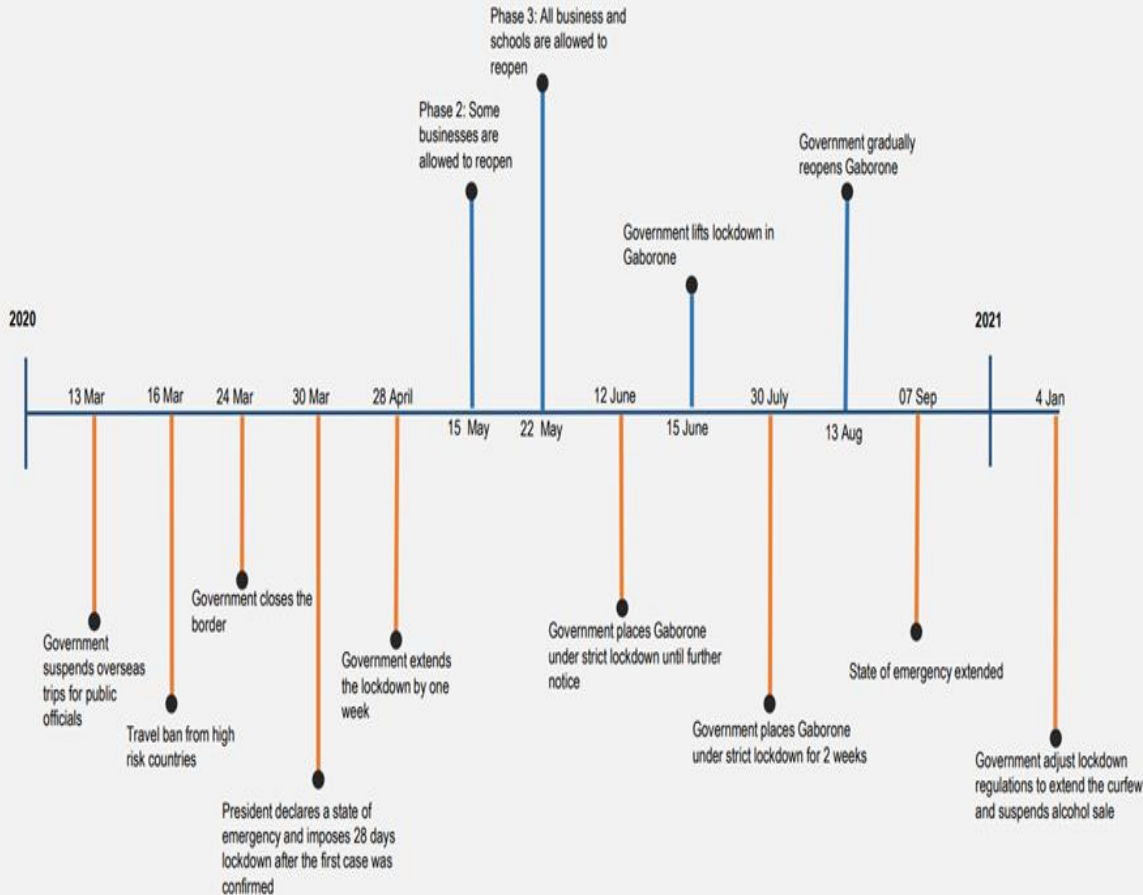 Phase 3: All business and
schools are allowed to
reopen
Phase 2: Some
businesses are
allowed to reopen
Government gradually
reopens Gaborone
Government lifts lockdown in
Gaborone
2020
2021
13 Mar
16 Mar
24 Mar
30 Mar
28 April
12 June
30 July
07 Sep
4 Jan
15 May
22 May
15 June
13 Aug
Government
suspends overseas
trips for public
officials
Travel ban from high
risk countries
Government closes the
border
President declares a state of
emergency and imposes 28 days
lockdown after the first case was
confirmed
Government extends
the lockdown by one
week
Government places Gaborone
under strict lockdown until further
notice
Government places Gaborone
under strict lockdown for 2 weeks
State of emergency extended
Government adjust lockdown
regulations to extend the curfew
and suspends alcohol sale